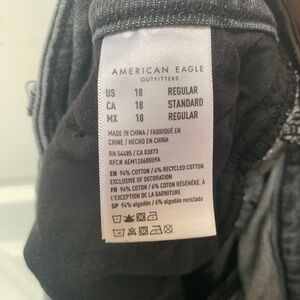 AMERICAN EAGLE
OUTFITTERS
US 18 REGULAR
CA 18 STANDARD
MX 18 REGULAR
MADE IN CHINA / FABRIQUÉ EN
CHINE / HECHO EN CHINA
RN 54485 / CA 03873
RFC# AEM1206050U9A
EN 94% COTTON / 6% RECYCLED COTTON.
EXCLUSIVE OF DECORATION
FR 94% COTON / 6% COTON RÉGÉNÉRÉ. À
L'EXCEPTION DE LA GARNITURE
SP 94% algodón / 6% algodón reciclado